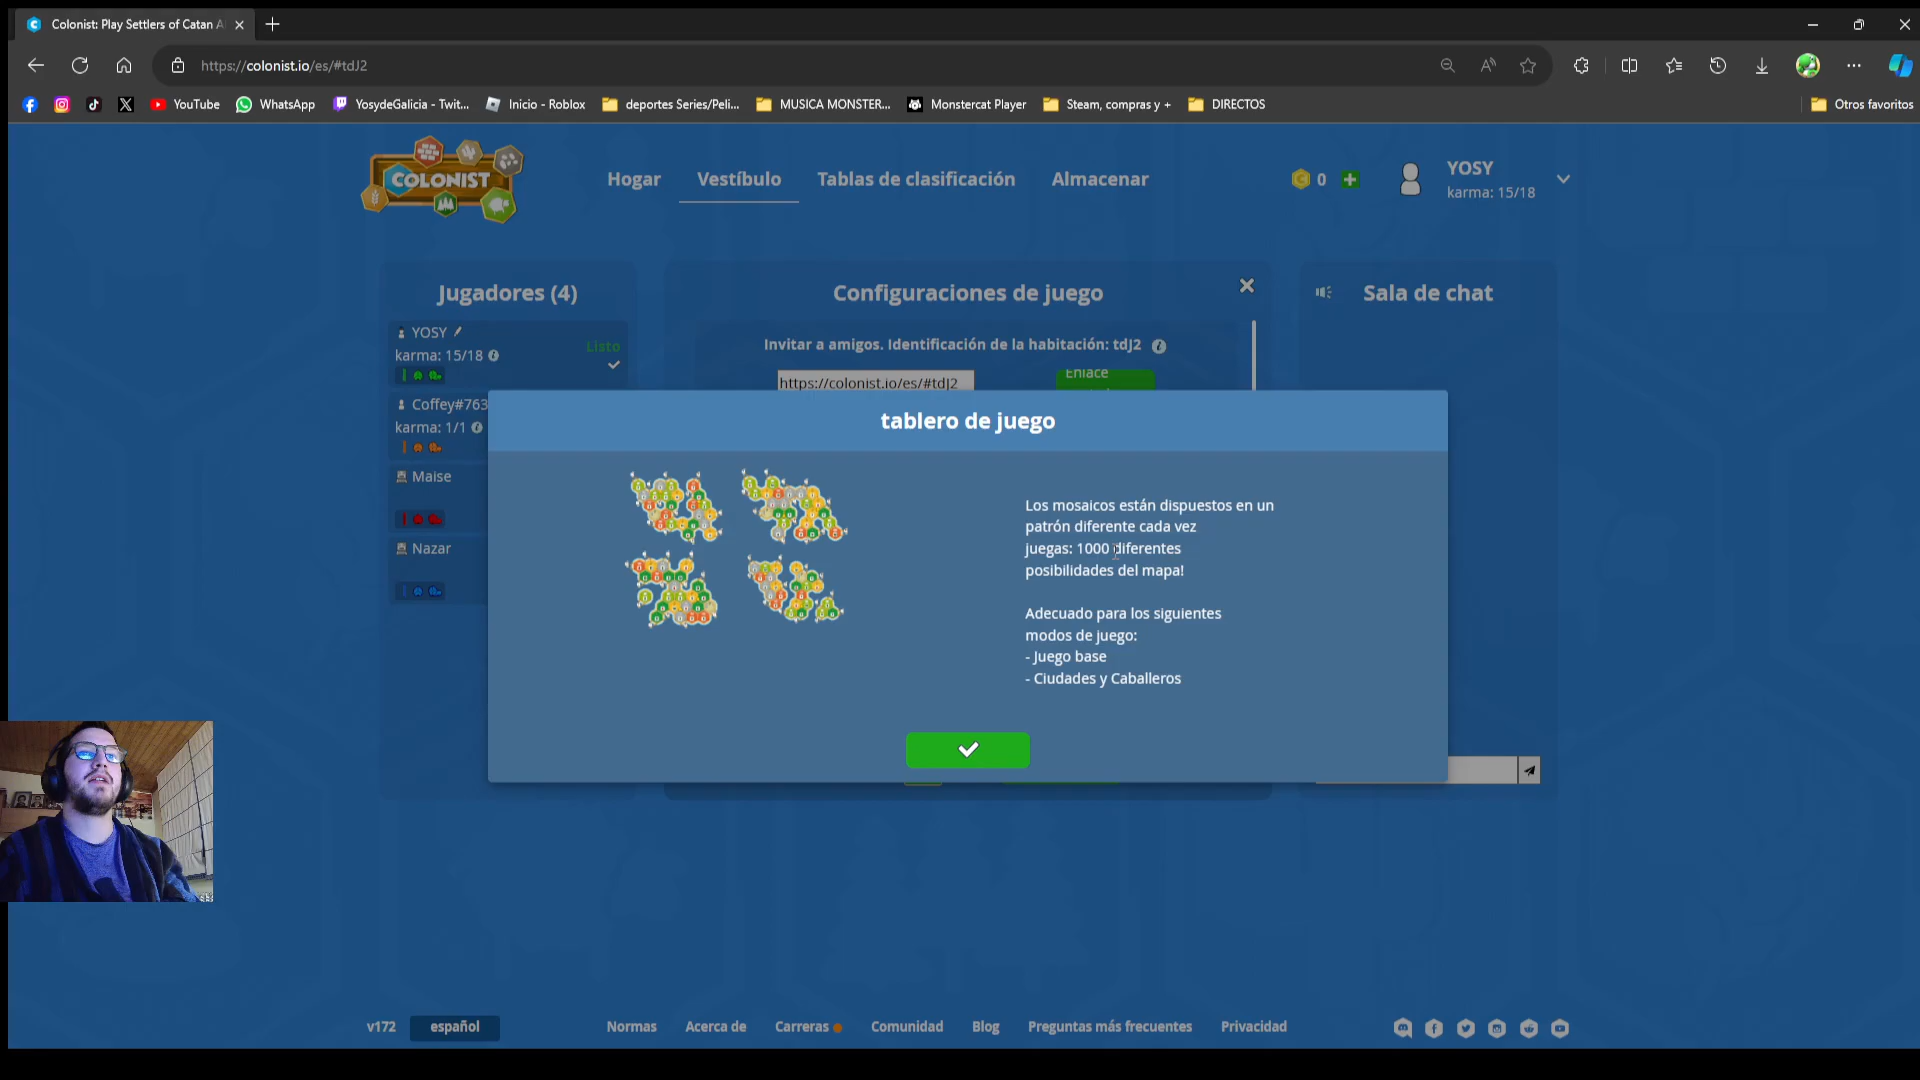 Colonist: Play Settlers of Catan A
https://colonist.io/es/#tdJ2
YouTube
WhatsApp
YosydeGalicia - Twit...
Inicio - Roblox
deportes Series/Peli...
MUSICA MONSTER...
Monstercat Player
Steam, compras y +
DIRECTOS
Otros favoritos
COLONIST
Hogar
Vestíbulo
Tablas de clasificación
Almacenar
0
YOSY
karma: 15/18
Jugadores (4)
Configuraciones de juego
Sala de chat
YOSY
karma: 15/18
Listo
Invitar a amigos. Identificación de la habitación: tdJ2
https://colonist.io/es/#tdJ2
Enlace
Coffey#763
karma: 1/1
Maise
Nazar
tablero de juego
Los mosaicos están dispuestos en un
patrón diferente cada vez
juegas: 1000 diferentes
posibilidades del mapa!
Adecuado para los siguientes
modos de juego:
- Juego base
- Ciudades y Caballeros
v172
español
Normas
Acerca de
Carreras
Comunidad
Blog
Preguntas más frecuentes
Privacidad